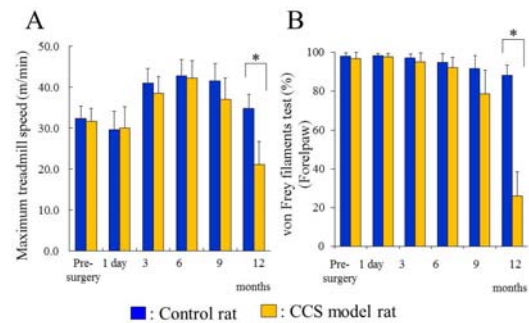 A
B
Maximum treadmill speed (m/min)
50.0
40.0
30.0
20.0
10.0
0.0
*
Pre-
surgery
1 day
3
6
9
12
months
von Frey filaments test (%)
(Forelpaw)
100
80
60
40
20
0
*
Pre-
surgery
1 day
3
6
9
12
months
: Control rat
: CCS model rat